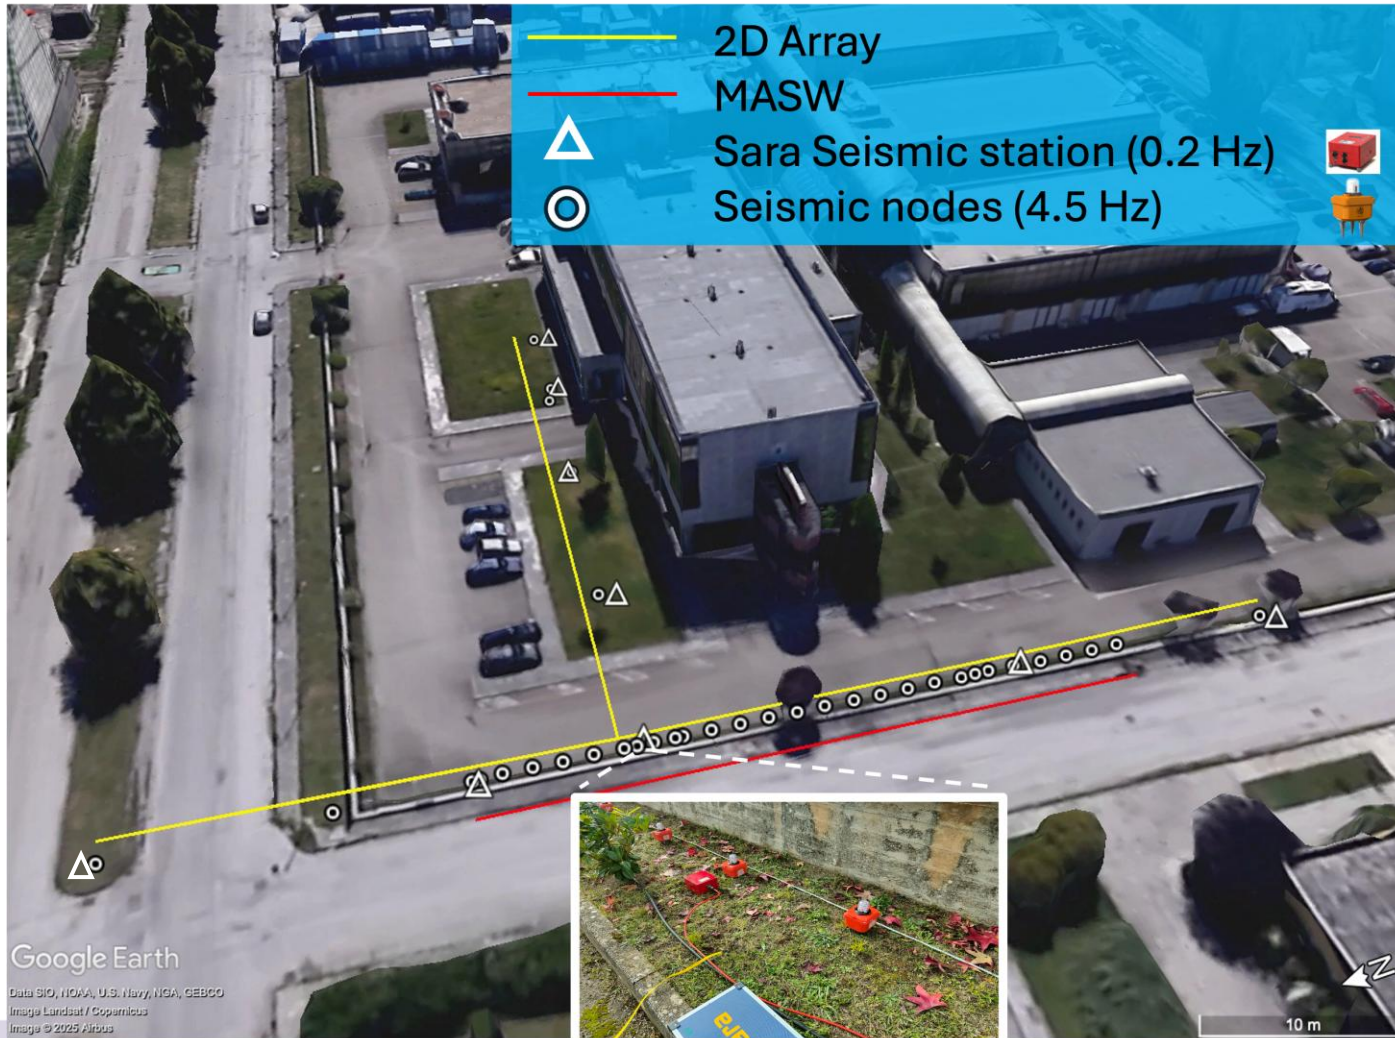 2D Array
MASW
Sara Seismic station (0.2 Hz)
Seismic nodes (4.5 Hz)
Google Earth
Data SIO, NOAA, U.S. Navy, NGA, GEBCO
Image Landsat / Copernicus
Image © 2025 Airbus
N
10 m